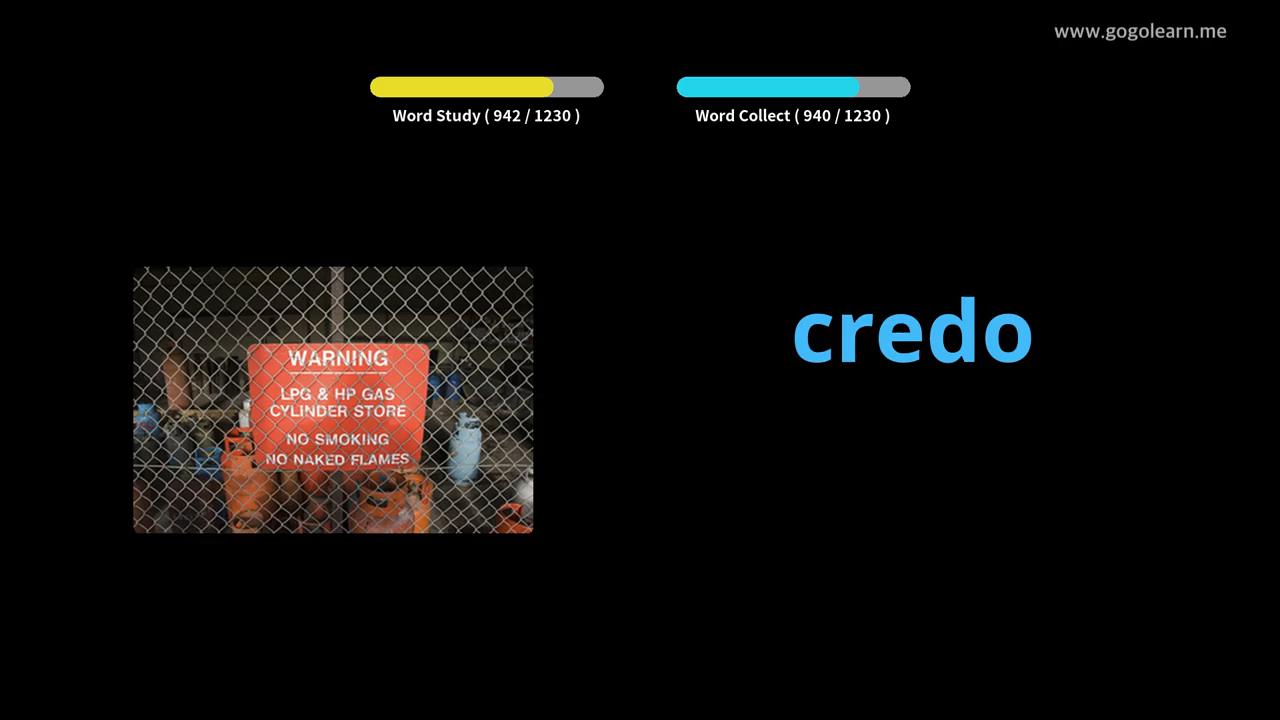 www.gogolearn.me
Word Study ( 942 / 1230 )
Word Collect ( 940 / 1230 )
WARNING
LPG & HP GAS
CYLINDER STORE
NO SMOKING
NO NAKED FLAMES
credo